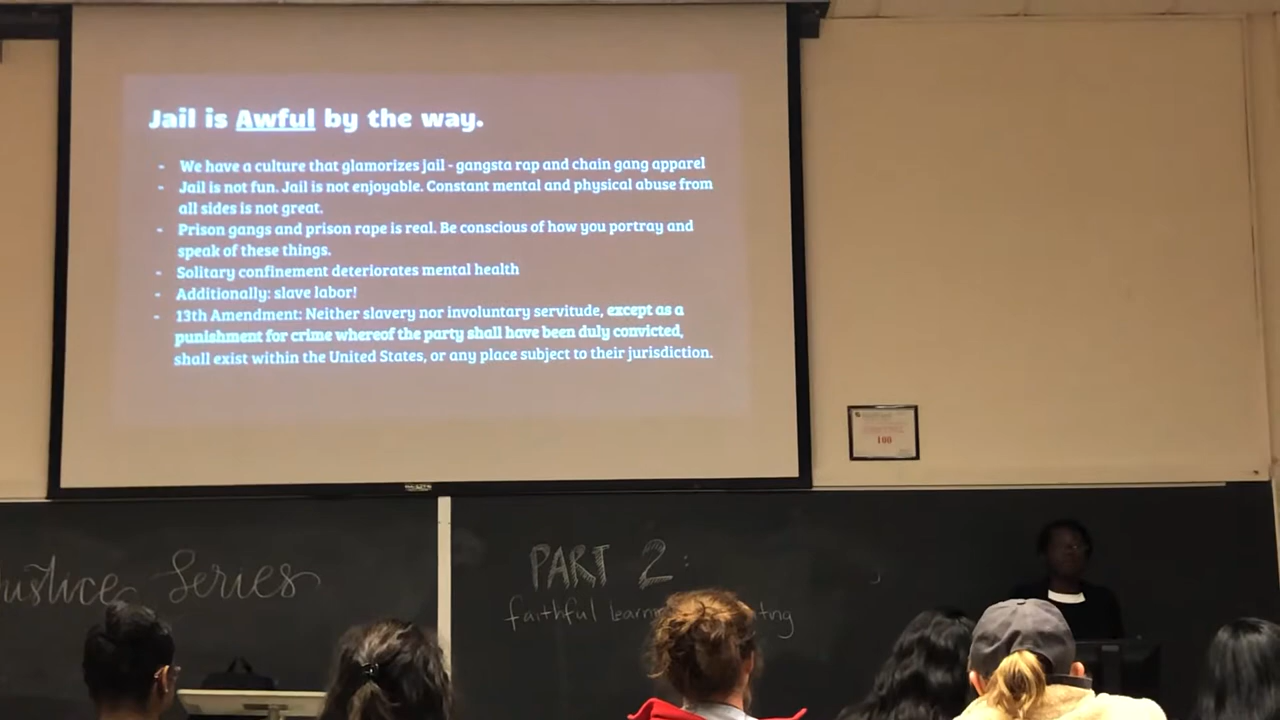 Jail is Awful by the way.
- We have a culture that glamorizes jail - gangsta rap and chain gang apparel
- Jail is not fun. Jail is not enjoyable. Constant mental and physical abuse from
all sides is not great.
- Prison gangs and prison rape is real. Be conscious of how you portray and
speak of these things.
- Solitary confinement deteriorates mental health
- Additionally: slave labor!
- 13th Amendment: Neither slavery nor involuntary servitude, except as a
punishment for crime whereof the party shall have been duly convicted,
shall exist within the United States, or any place subject to their jurisdiction.
100
Justice Series
PART 2:
faithful